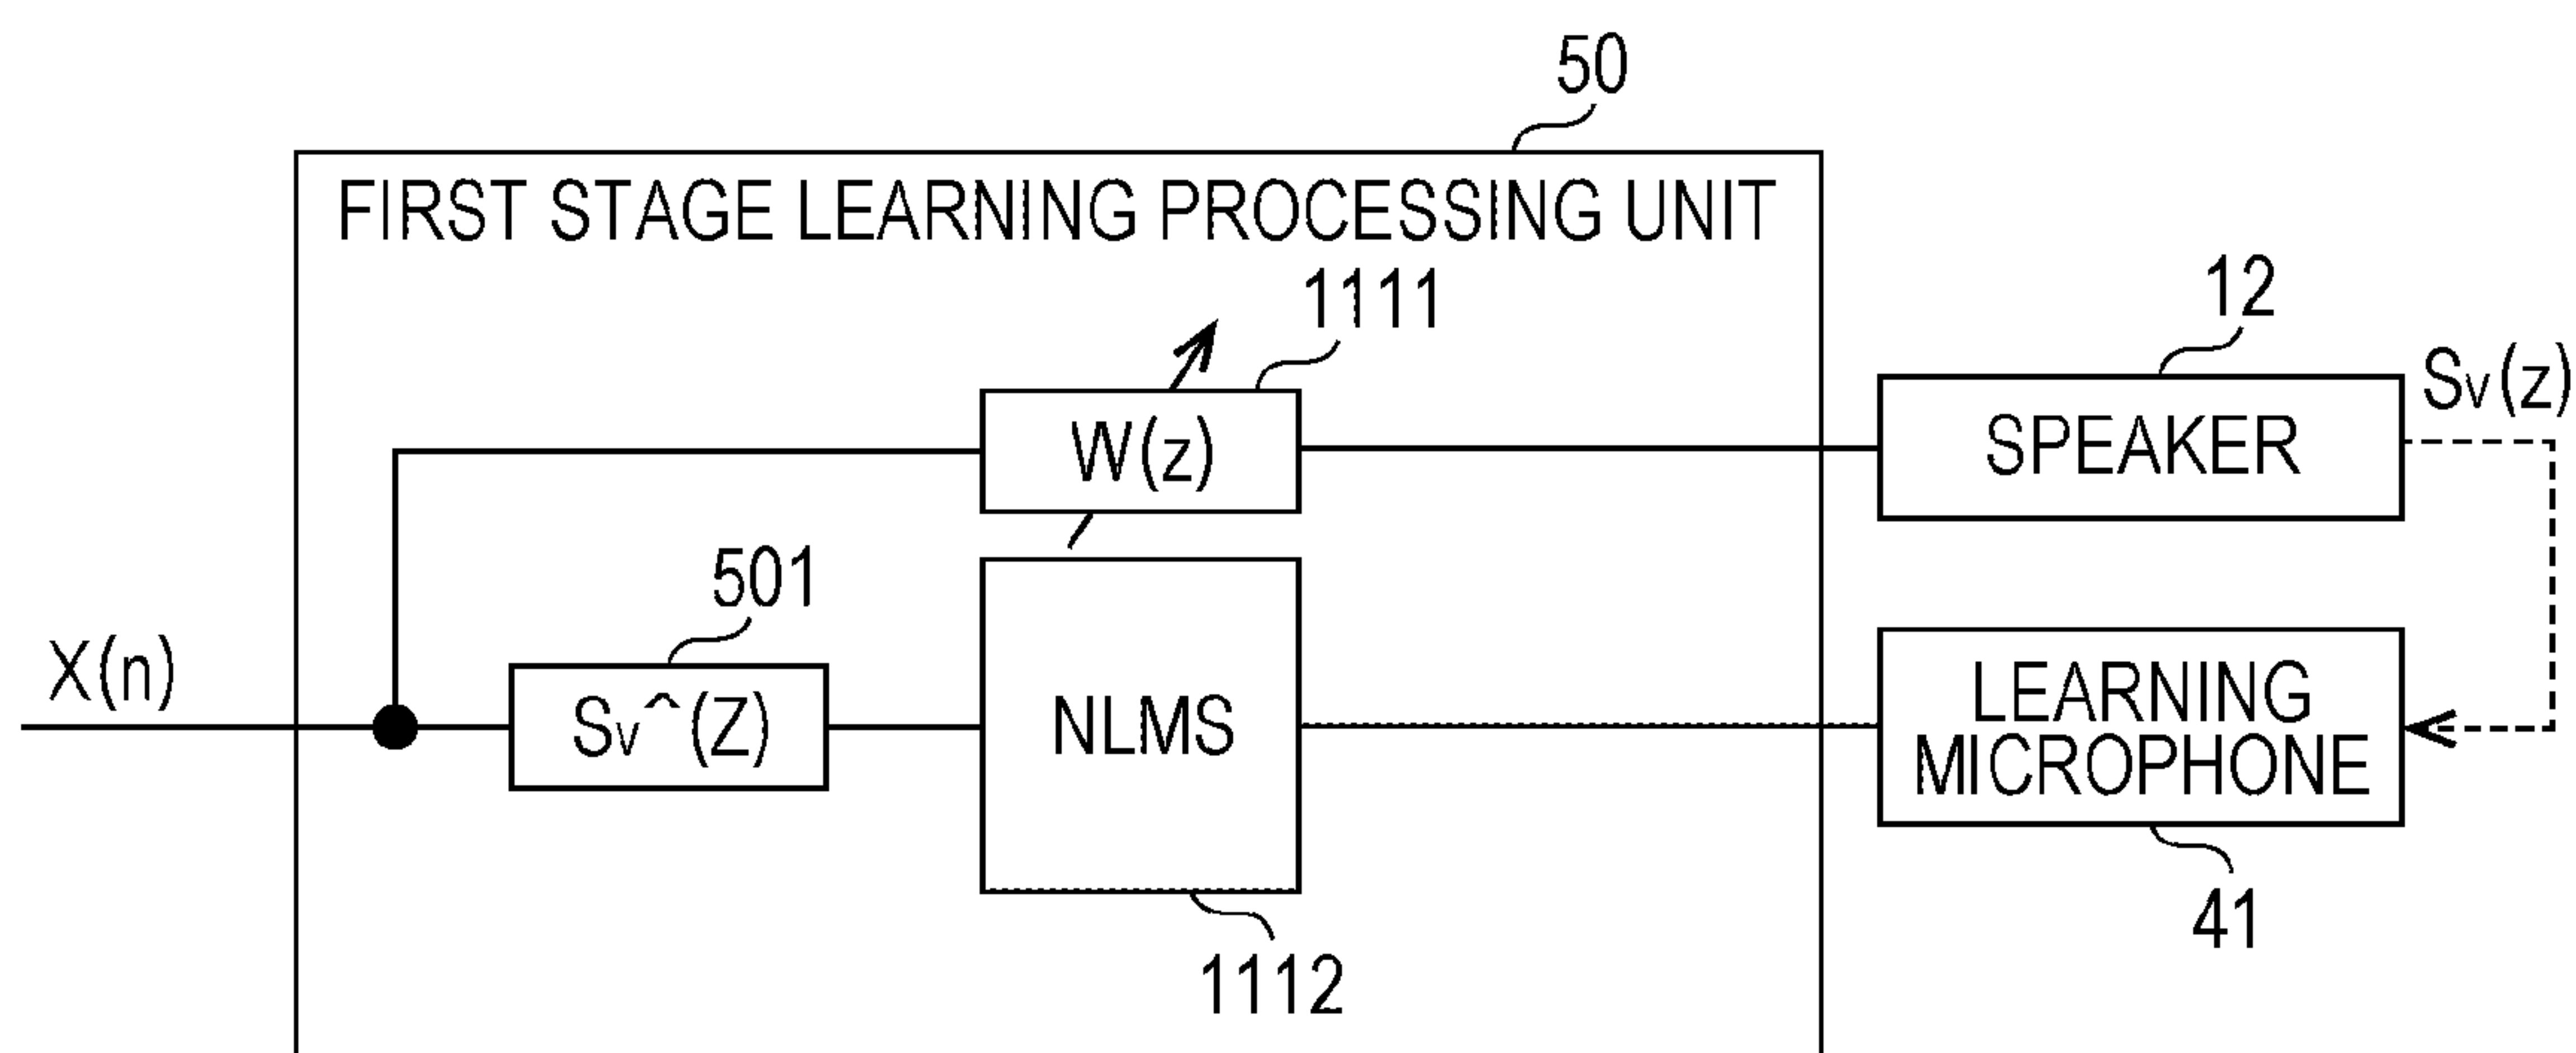 50
FIRST STAGE LEARNING PROCESSING UNIT
1111
12
W(z)
SPEAKER
Sv(z)
501
X(n)
Sv^(Z)
NLMS
LEARNING
MICROPHONE
41
1112